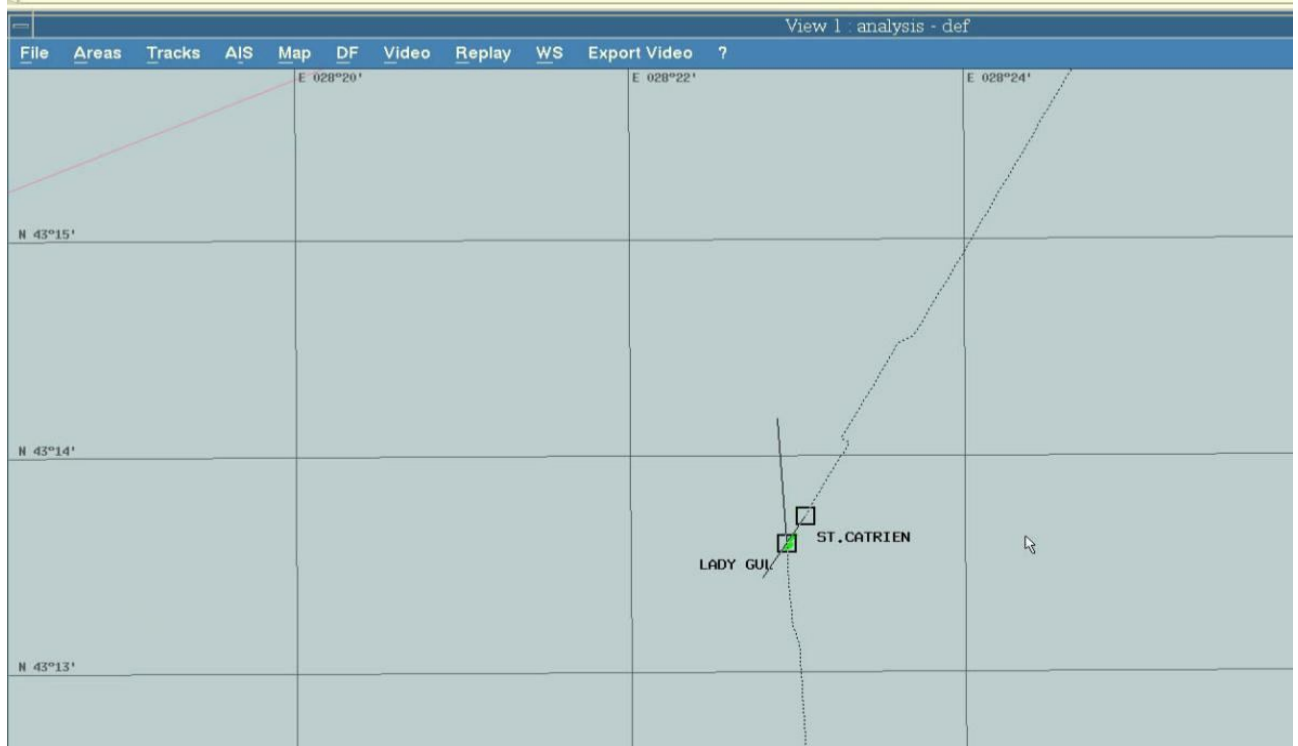 View 1 : analysis - def
File Areas Tracks AIS Map DF Video Replay WS Export Video ?
E 028°20' E 028°22' E 028°24'
N 43°15'
N 43°14'
ST.CATRIEN
LADY GUL
N 43°13'